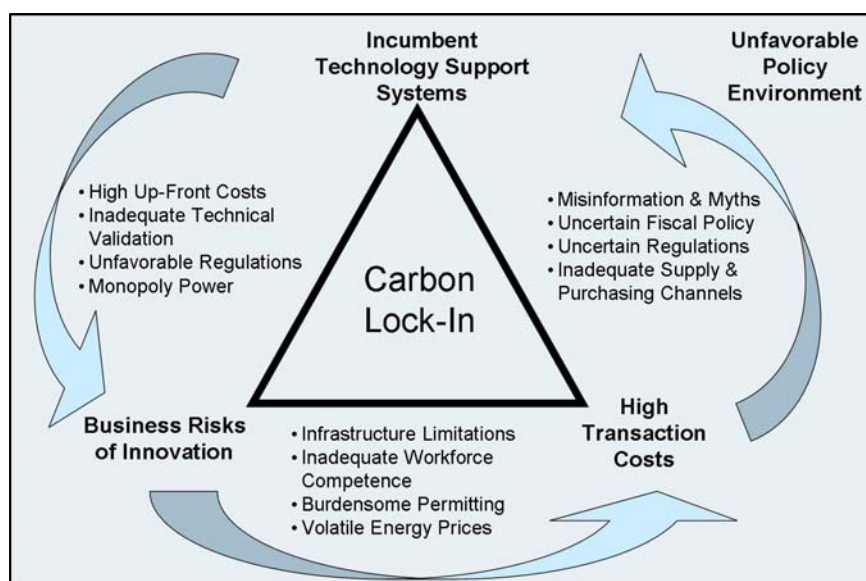 Incumbent
Technology Support
Systems
Unfavorable
Policy
Environment
• High Up-Front Costs
• Inadequate Technical
Validation
• Unfavorable Regulations
• Monopoly Power
• Misinformation & Myths
• Uncertain Fiscal Policy
• Uncertain Regulations
• Inadequate Supply &
Purchasing Channels
Carbon
Lock-In
Business Risks
of Innovation
• Infrastructure Limitations
• Inadequate Workforce
Competence
• Burdensome Permitting
• Volatile Energy Prices
High
Transaction
Costs